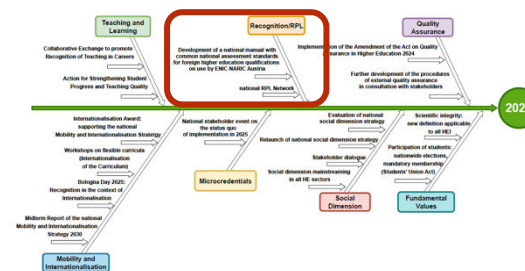 Teaching and
Learning
Collaborative Exchange to promote
Recognition of Teaching in Careers
Action for Strengthening Student
Progress and Teaching Quality
Recognition/RPL
Development of a national manual with
common national assessment standards
for foreign higher education qualifications
on use by ENIC NARIC Austria
national RPL Network
Quality
Assurance
Implementation of the Amendment of the Act on Quality
Assurance in Higher Education 2024
Further development of the procedures
of external quality assurance
in consultation with stakeholders
202
Internationalisation Award:
supporting the national
Mobility and Internationalisation Strategy
Workshops on flexible curricula
(Internationalisation
of the Curriculum)
Bologna Day 2025:
Recognition in the context of
Internationalisation
Midterm Report of the national
Mobility and Internationalisation
Strategy 2030
Mobility and
Internationalisation
National stakeholder event on
the status quo
of implementation in 2025
Microcredentials
Evaluation of national
social dimension strategy
Relaunch of national social dimension strategy
Stakeholder dialogue
Social dimension mainstreaming
in all HE sectors
Social
Dimension
Scientific integrity:
new definition applicable
to all HEI
Participation of students:
nationwide elections,
mandatory membership
(Students' Union Act)
Fundamental
Values